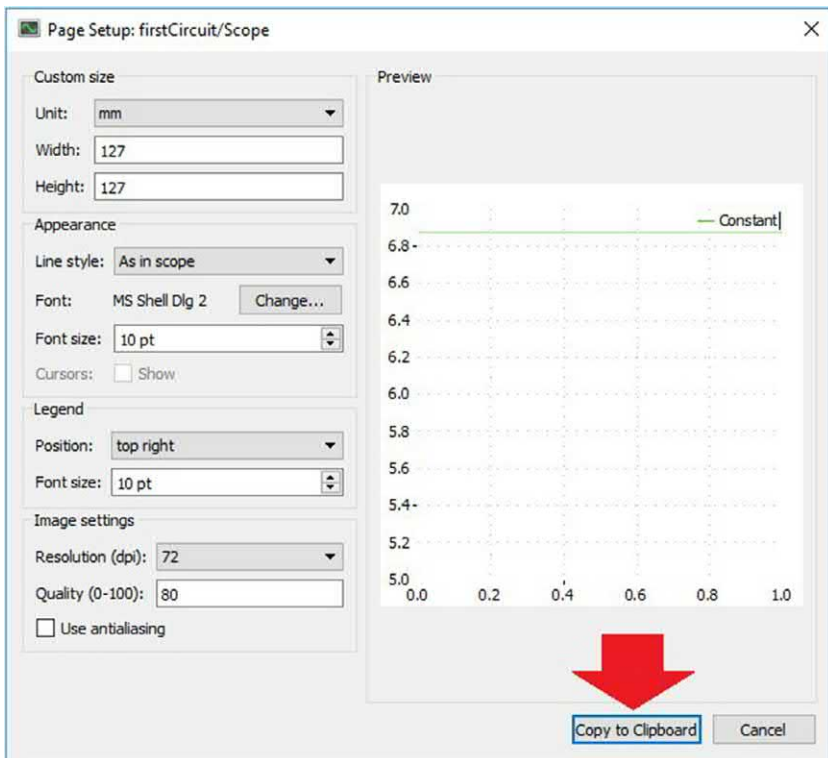 Page Setup: firstCircuit/Scope
Custom size
Unit: mm
Width: 127
Height: 127
Appearance
Line style: As in scope
Font: MS Shell Dlg 2 Change...
Font size: 10 pt
Cursors: Show
Legend
Position: top right
Font size: 10 pt
Image settings
Resolution (dpi): 72
Quality (0-100): 80
Use antialiasing
Preview
Constant
7.0
6.8
6.6
6.4
6.2
6.0
5.8
5.6
5.4
5.2
5.0
0.0 0.2 0.4 0.6 0.8 1.0
Copy to Clipboard Cancel